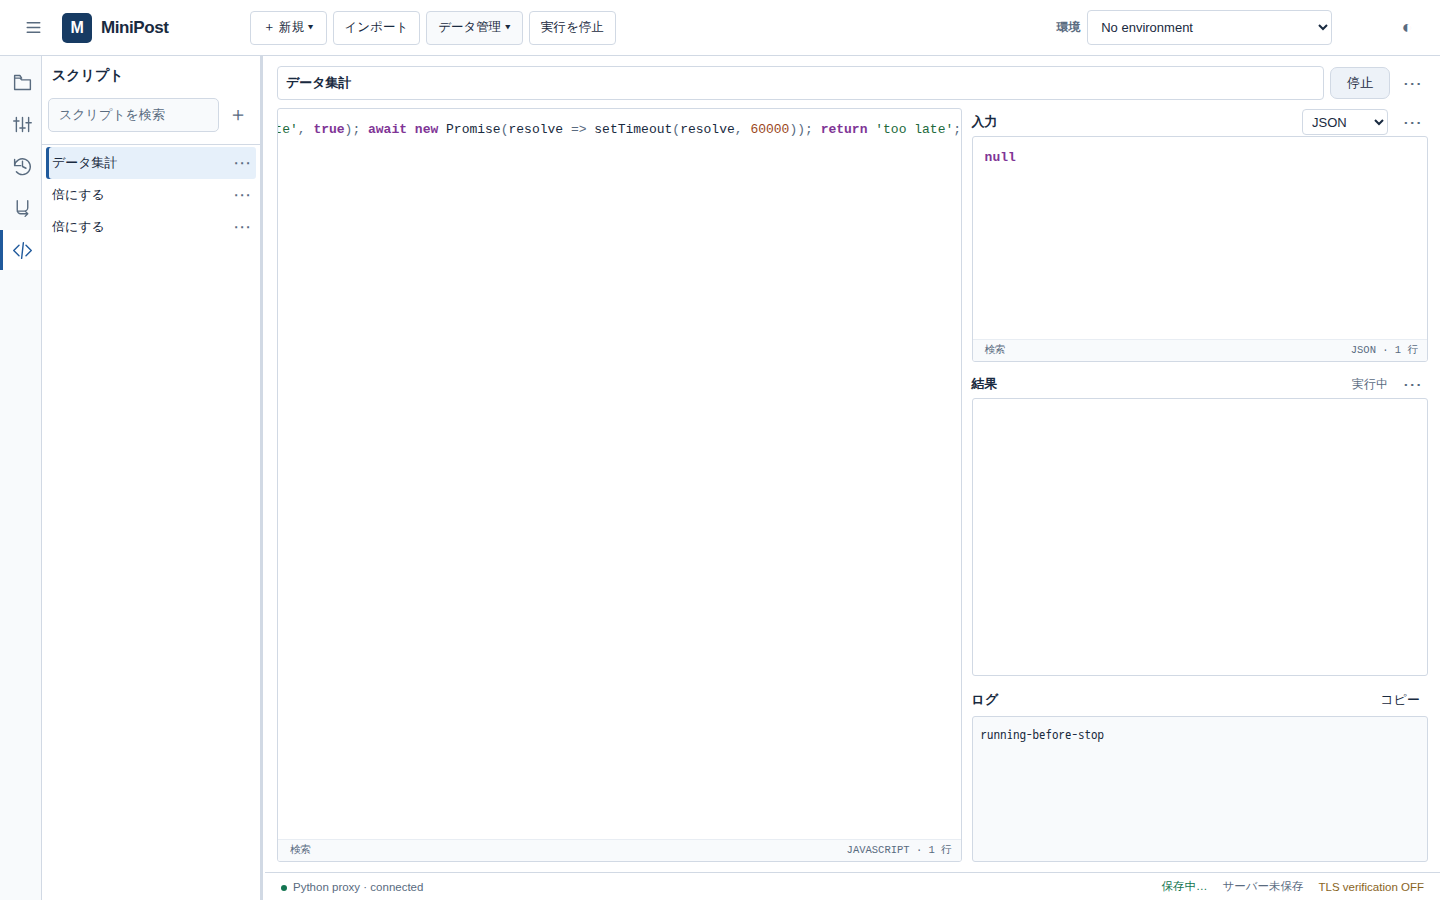 M MiniPost ＋ 新規 ▾ インポート データ管理 ▾ 実行を停止 環境 No environment
スクリプト
スクリプトを検索
データ集計 ···
倍にする ···
倍にする ···
データ集計 停止 ···
te', true); await new Promise(resolve => setTimeout(resolve, 60000)); return 'too late';
検索 JAVASCRIPT · 1 行
入力 JSON ···
null
検索 JSON · 1 行
結果 実行中 ···
ログ コピー
running-before-stop
Python proxy · connected 保存中… サーバー未保存 TLS verification OFF